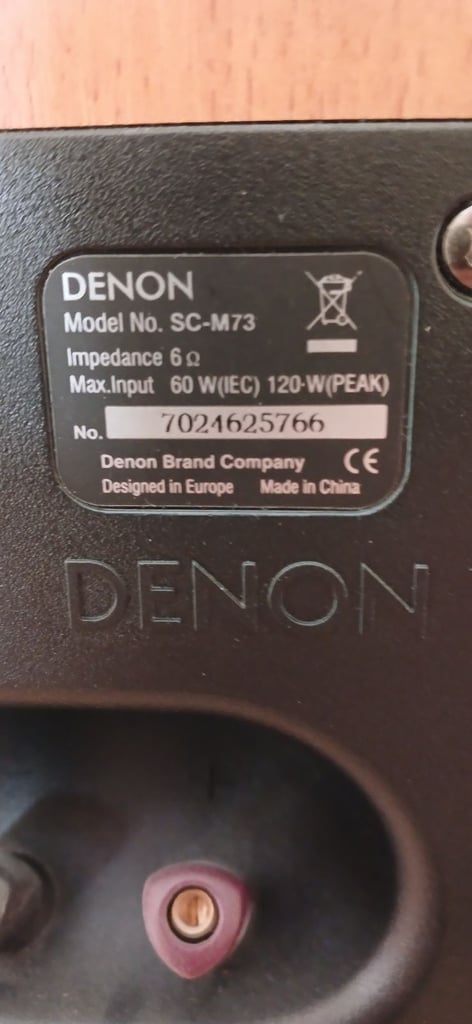 DENON
Model No. SC-M73
Impedance 6 Ω
Max.Input 60 W(IEC) 120·W(PEAK)
No. 7024625766
Denon Brand Company CE
Designed in Europe Made in China
DENON